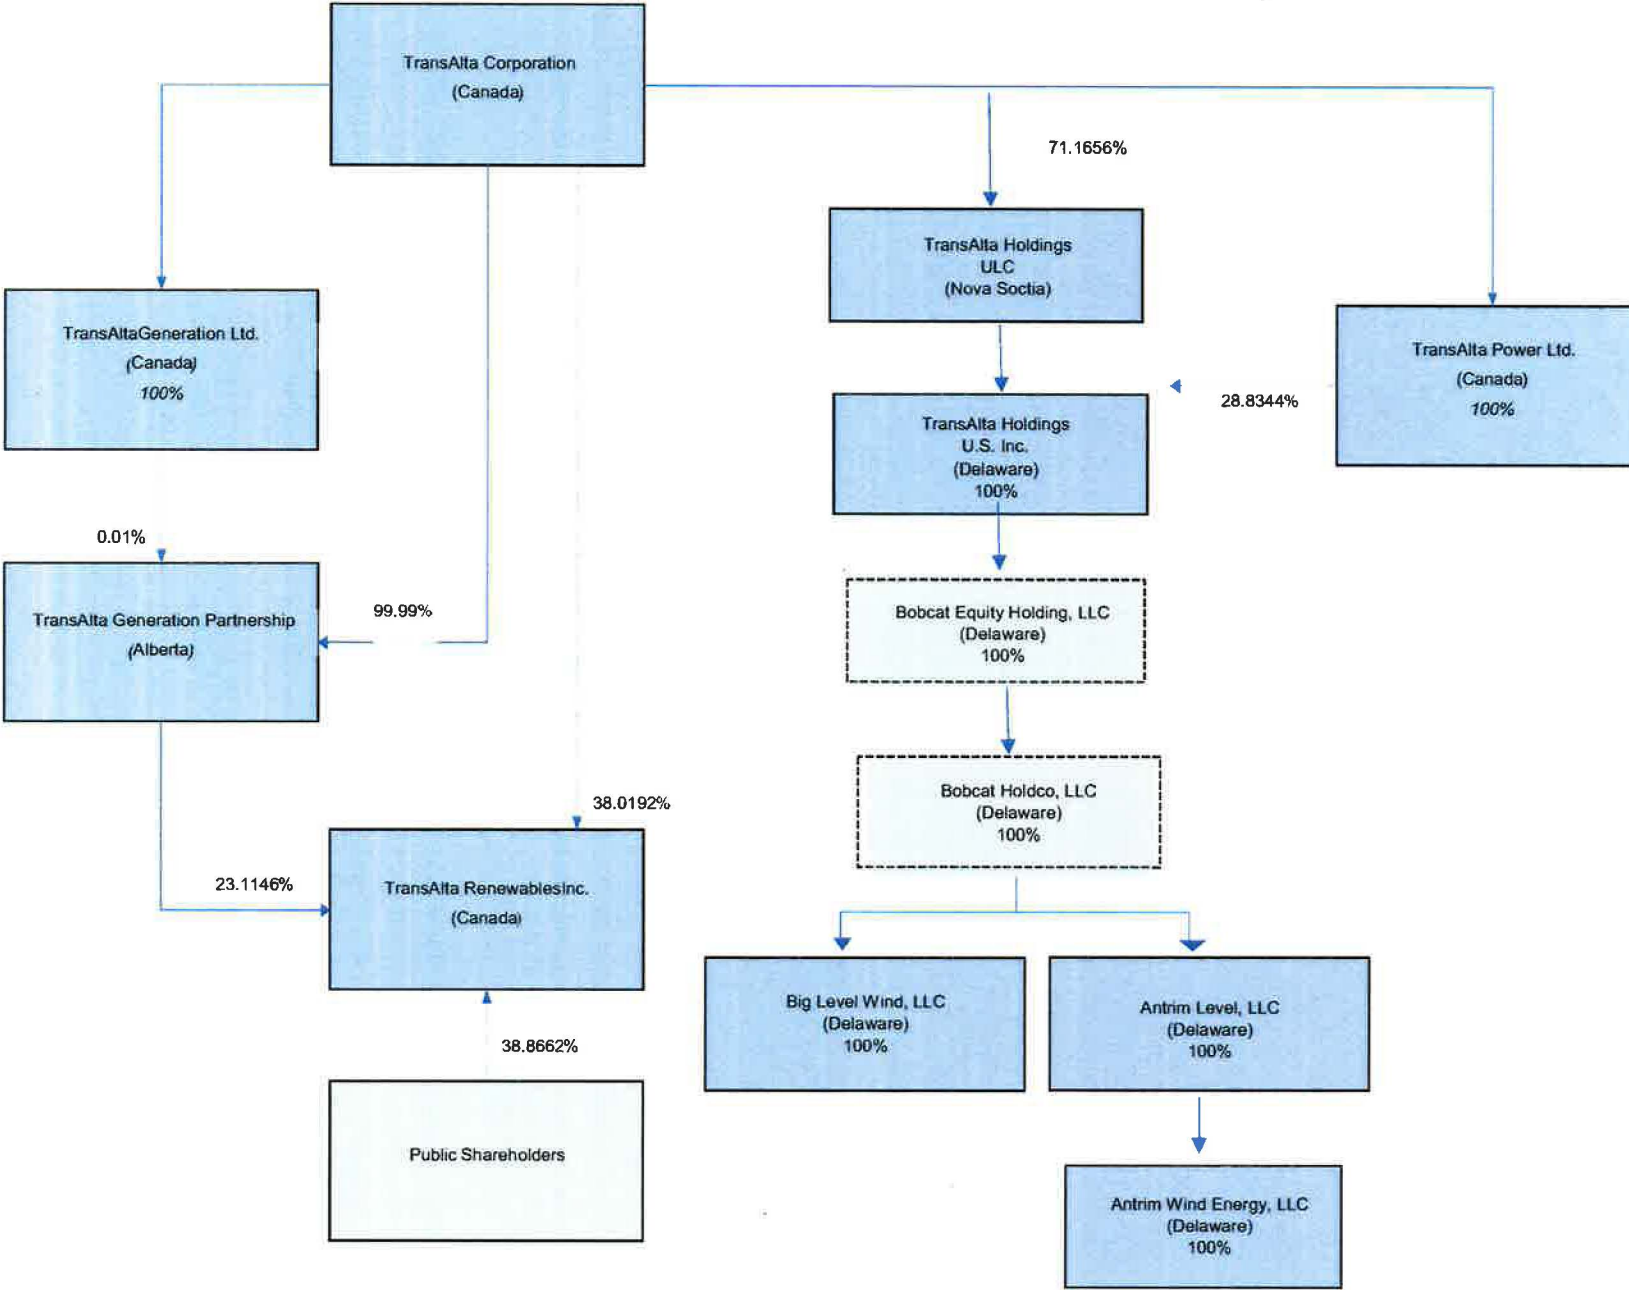 TransAlta Corporation
(Canada)
71.1656%
TransAlta Holdings
ULC
(Nova Soctia)
TransAltaGeneration Ltd.
(Canada)
100%
TransAlta Power Ltd.
(Canada)
100%
28.8344%
TransAlta Holdings
U.S. Inc.
(Delaware)
100%
0.01%
TransAlta Generation Partnership
(Alberta)
99.99%
Bobcat Equity Holding, LLC
(Delaware)
100%
Bobcat Holdco, LLC
(Delaware)
100%
38.0192%
23.1146%
TransAlta RenewablesInc.
(Canada)
Big Level Wind, LLC
(Delaware)
100%
Antrim Level, LLC
(Delaware)
100%
38.8662%
Public Shareholders
Antrim Wind Energy, LLC
(Delaware)
100%